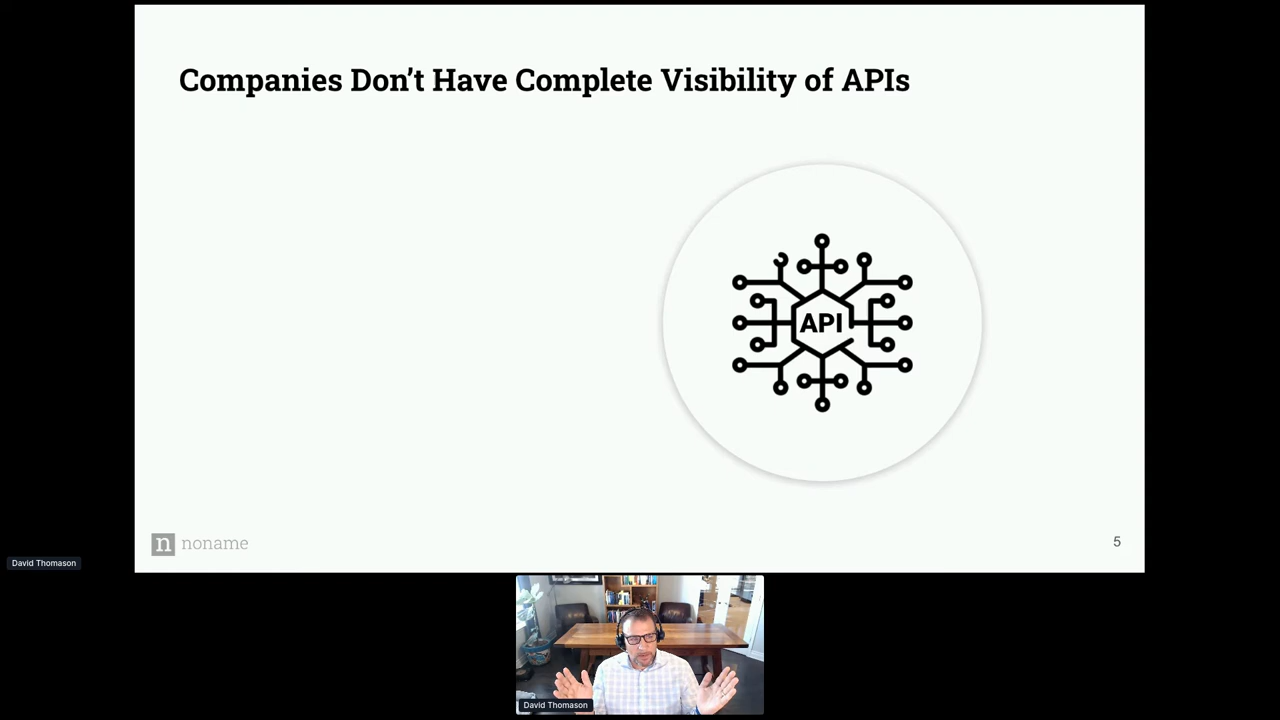 Companies Don’t Have Complete Visibility of APIs
API
n noname
5
David Thomason
David Thomason